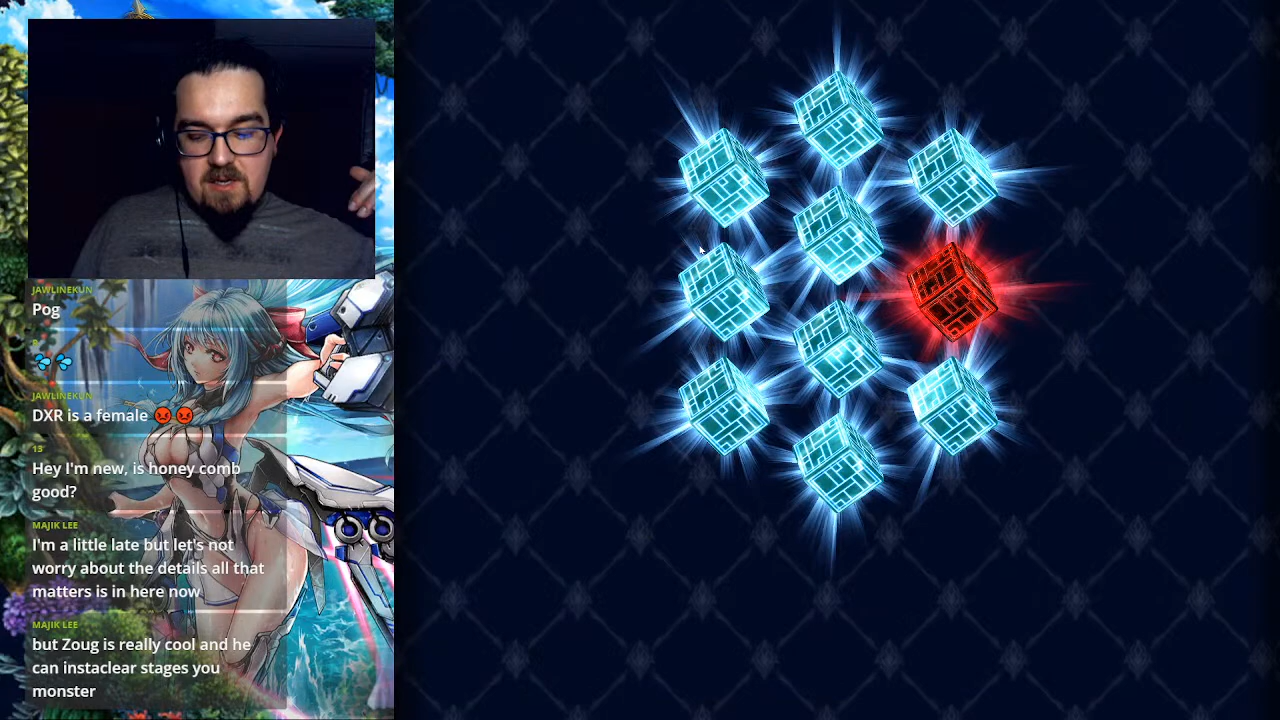 JAWLINEKUN
Pog
JAWLINEKUN
DXR is a female
13
Hey I'm new, is honey comb
good?
MAJIK LEE
I'm a little late but let's not
worry about the details all that
matters is in here now
MAJIK LEE
but Zoug is really cool and he
can instaclear stages you
monster